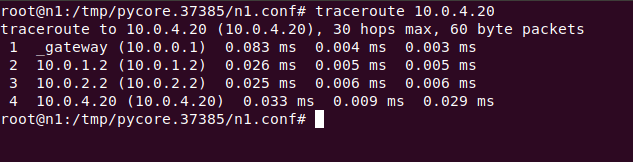 root@n1:/tmp/pycore.37385/n1.conf# traceroute 10.0.4.20
traceroute to 10.0.4.20 (10.0.4.20), 30 hops max, 60 byte packets
 1  _gateway (10.0.0.1)  0.083 ms  0.004 ms  0.003 ms
 2  10.0.1.2 (10.0.1.2)  0.026 ms  0.005 ms  0.005 ms
 3  10.0.2.2 (10.0.2.2)  0.025 ms  0.006 ms  0.006 ms
 4  10.0.4.20 (10.0.4.20)  0.033 ms  0.009 ms  0.029 ms
root@n1:/tmp/pycore.37385/n1.conf#